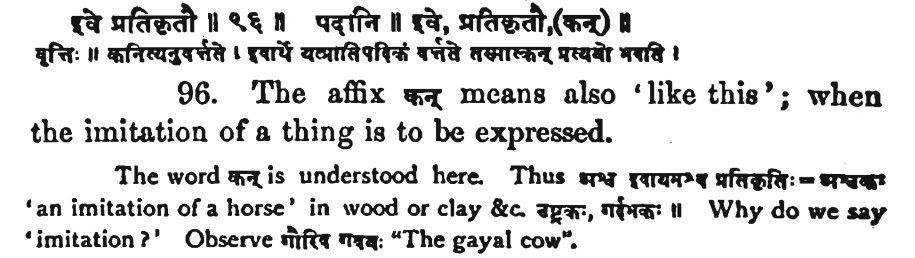 इवे प्रतिकृतौ ॥ ९६ ॥ पदानि ॥ इवे, प्रतिकृतौ, (कन्) ॥
वृत्तिः ॥ कनित्यनुवर्त्तते । इवार्थे यत्प्रातिपदिकं वर्त्तते तस्मात्कन् प्रत्ययो भवति ।
96. The affix कन् means also ‘like this’; when
the imitation of a thing is to be expressed.
The word कन् is understood here. Thus अश्व इवायमश्व प्रतिकृतिः = अश्वकः
‘an imitation of a horse’ in wood or clay &c. उष्ट्रकः, गर्दभकः ॥ Why do we say
‘imitation?’ Observe गौरिव गवयः “The gayal cow”.